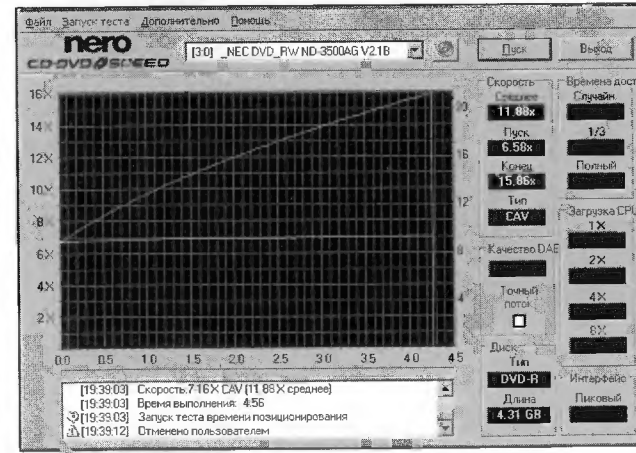 Файл Запуск теста Дополнительно Помощь
nero
CD-DVD SPEED
[3:0] _NEC DVD_RW ND-3500AG V2.1B
Пуск
Выход
Скорость
Среднее
11.88x
Пуск
6.58x
Конец
15.86x
Тип
CAV
Времена дост
Случайн
1/3
Полный
Качество DAE
Точный
поток
Загрузка CPU
1X
2X
4X
8X
Диск
Тип
DVD-R
Длина
4.31 GB
Интерфейс
Пиковый
16X
14X
12X
10X
8X
6X
4X
2X
20
16
12
8
4
0.0 0.5 1.0 1.5 2.0 2.5 3.0 3.5 4.0 4.5
[19:39:03] Скорость:7-16 X CAV (11.88 X среднее)
[19:39:03] Время выполнения: 4:56
[19:39:03] Запуск теста времени позиционирования
[19:39:12] Отменено пользователем